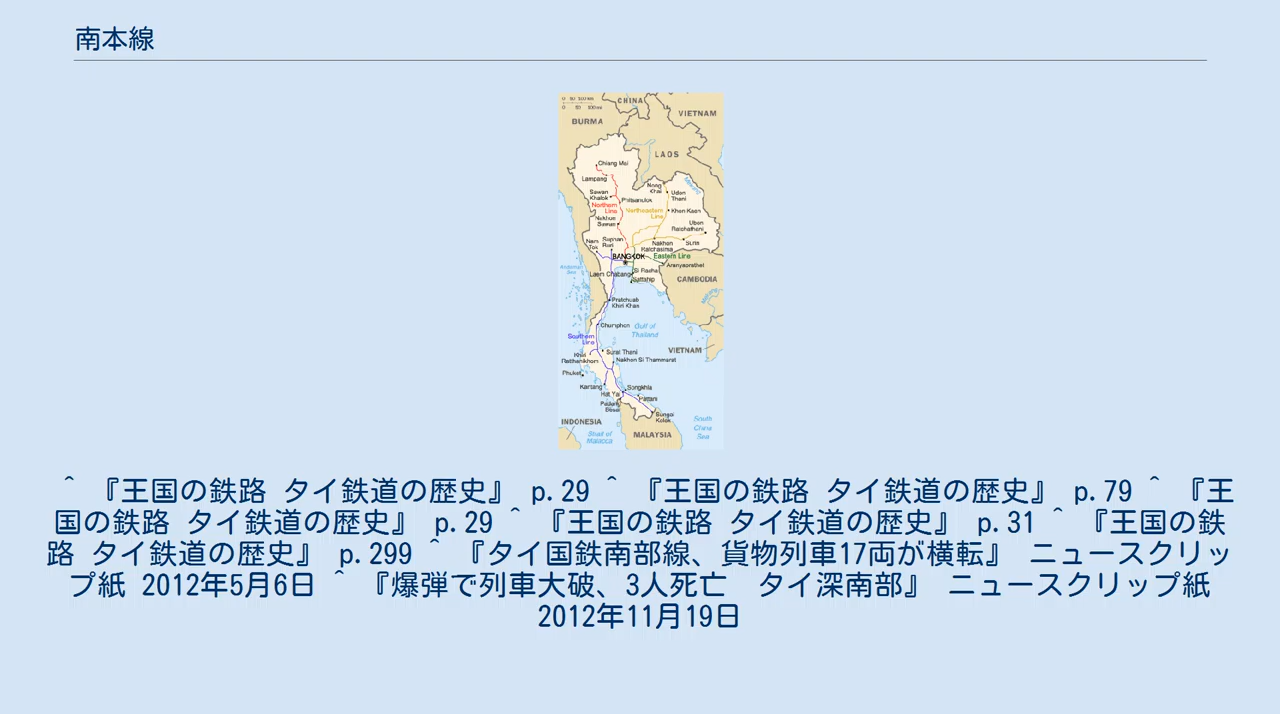 南本線
CHINA
BURMA
VIETNAM
LAOS
Chiang Mai
Lampang
Nong
Khai
Udon
Thani
Sawan
Khalok
Phitsanulok
Northern
Line
Northeastern
Line
Khon Kaen
Nakhon
Sawan
Ubon
Ratchathani
Nam
Tok
Suphan
Buri
Nakhon
Ratchasima
Surin
BANGKOK
Eastern Line
Aranyaprathet
Si Racha
Laem Chabang
Sattahip
CAMBODIA
Pratchuab
Khiri Khan
Chumphon
Gulf of
Thailand
Southern
Line
VIETNAM
Surat Thani
Khiri
Ratthanikhom
Nakhon Si Thammarat
Phuket
Kantang
Songkhla
Hat Yai
Pattani
Padang
Besar
Sungai
Kolok
INDONESIA
Strait of
Malacca
MALAYSIA
South
China
Sea
^ 『王国の鉄路 タイ鉄道の歴史』 p.29 ^ 『王国の鉄路 タイ鉄道の歴史』 p.79 ^ 『王
国の鉄路 タイ鉄道の歴史』 p.29 ^ 『王国の鉄路 タイ鉄道の歴史』 p.31 ^ 『王国の鉄
路 タイ鉄道の歴史』 p.299 ^ 『タイ国鉄南部線、貨物列車17両が横転』 ニュースクリッ
プ紙 2012年5月6日 ^ 『爆弾で列車大破、3人死亡　タイ深南部』 ニュースクリップ紙
2012年11月19日